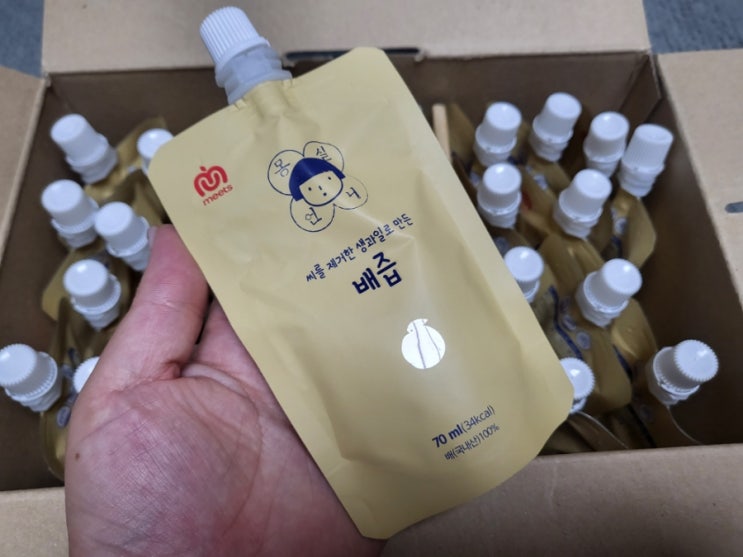 meets
몽실
언니
씨를 제거한 생과일로 만든
배즙
70 ml(34kcal)
배(국내산)100%